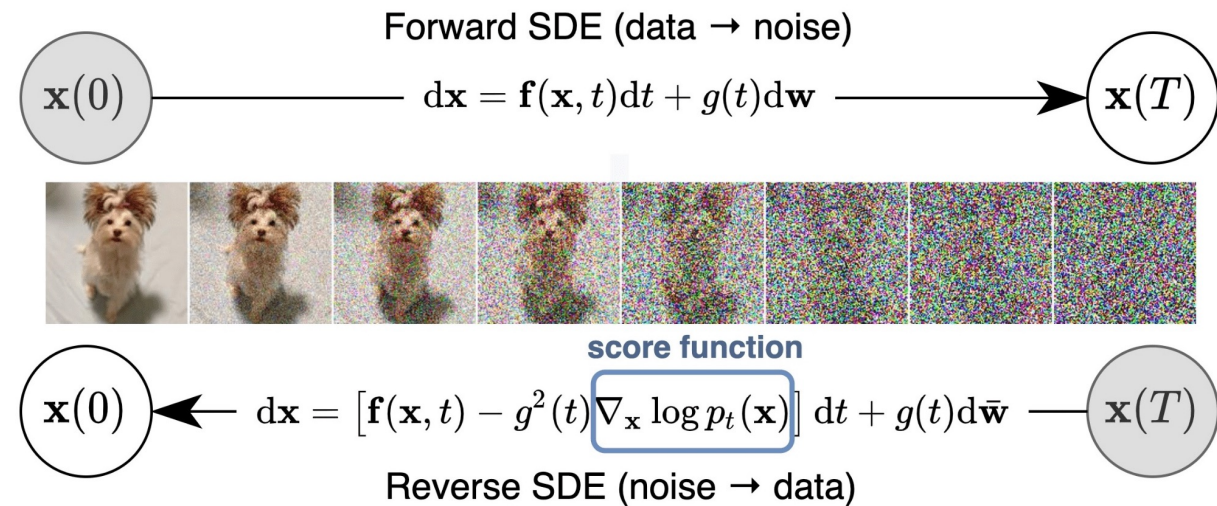 Forward SDE (data → noise)
x(0) dx = f(x, t)dt + g(t)dw x(T)
score function
x(0) dx = [f(x, t) − g²(t)∇ₓ log pₜ(x)] dt + g(t)dw̄ x(T)
Reverse SDE (noise → data)